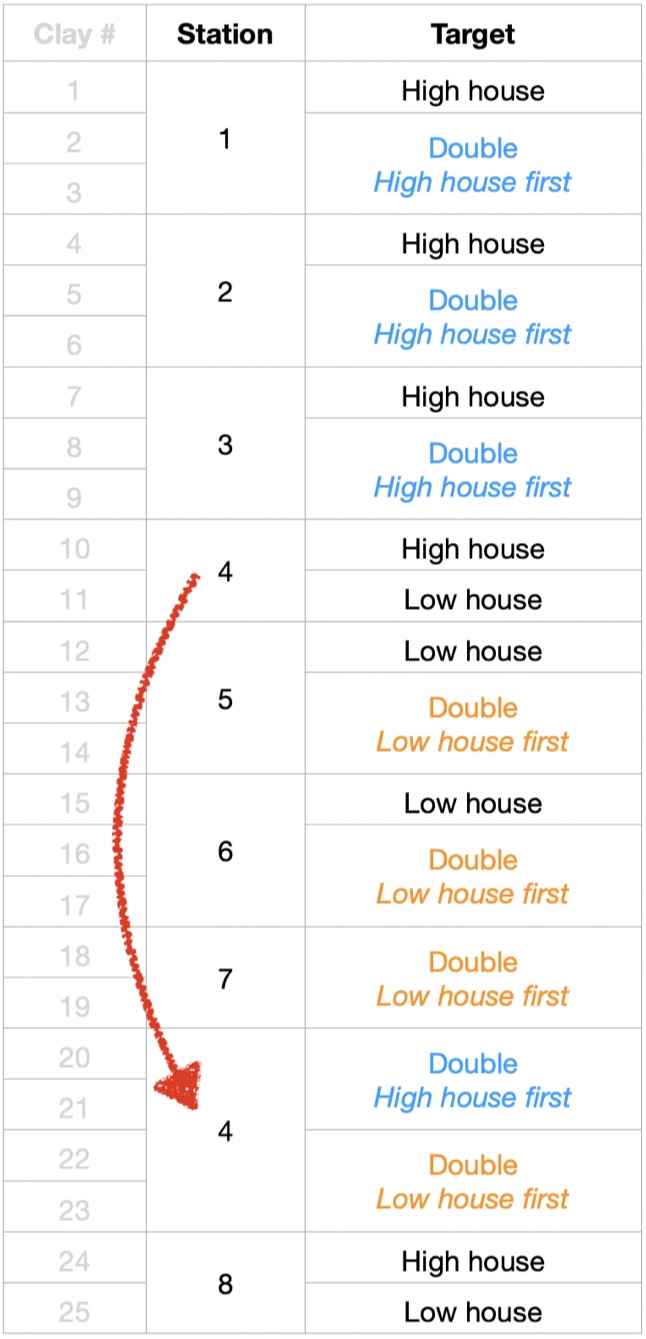 Clay # Station Target
1 High house
2 1 Double
3 High house first
4 High house
5 2 Double
6 High house first
7 High house
8 3 Double
9 High house first
10 4 High house
11 Low house
12 Low house
13 5 Double
14 Low house first
15 Low house
16 6 Double
17 Low house first
18 7 Double
19 Low house first
20 Double
21 4 High house first
22 Double
23 Low house first
24 8 High house
25 Low house